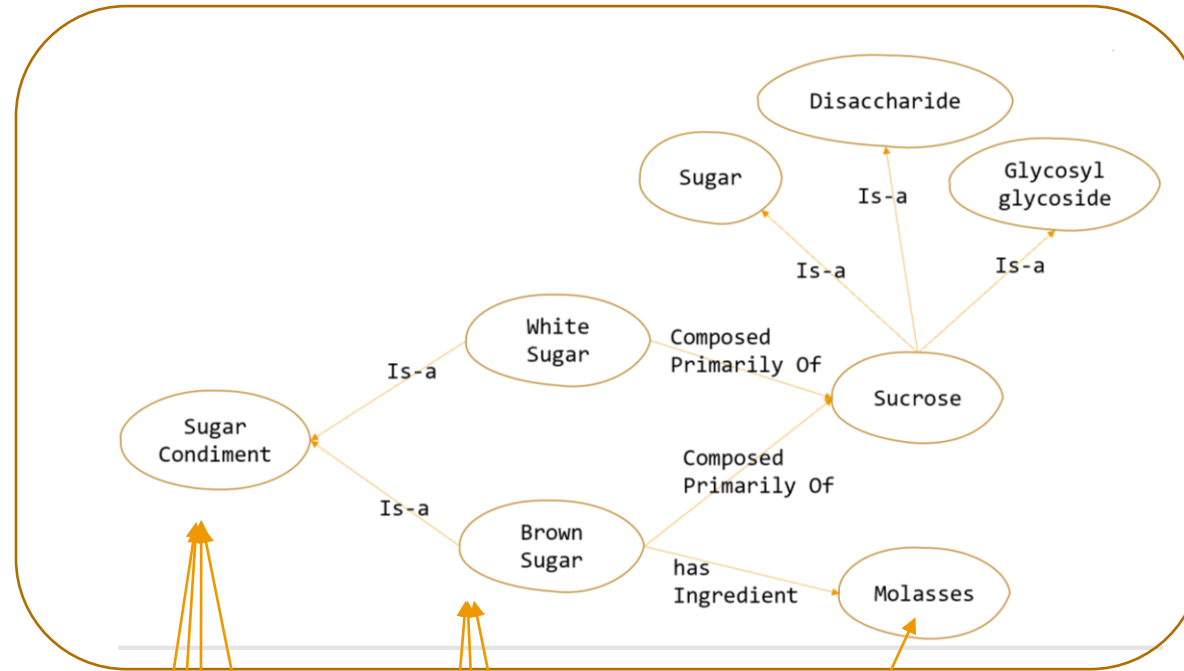 Disaccharide
Sugar
Glycosyl
glycoside
Is-a
Is-a
Is-a
White
Sugar
Composed
Primarily Of
Is-a
Sucrose
Sugar
Condiment
Composed
Primarily Of
Is-a
Brown
Sugar
has
Ingredient
Molasses